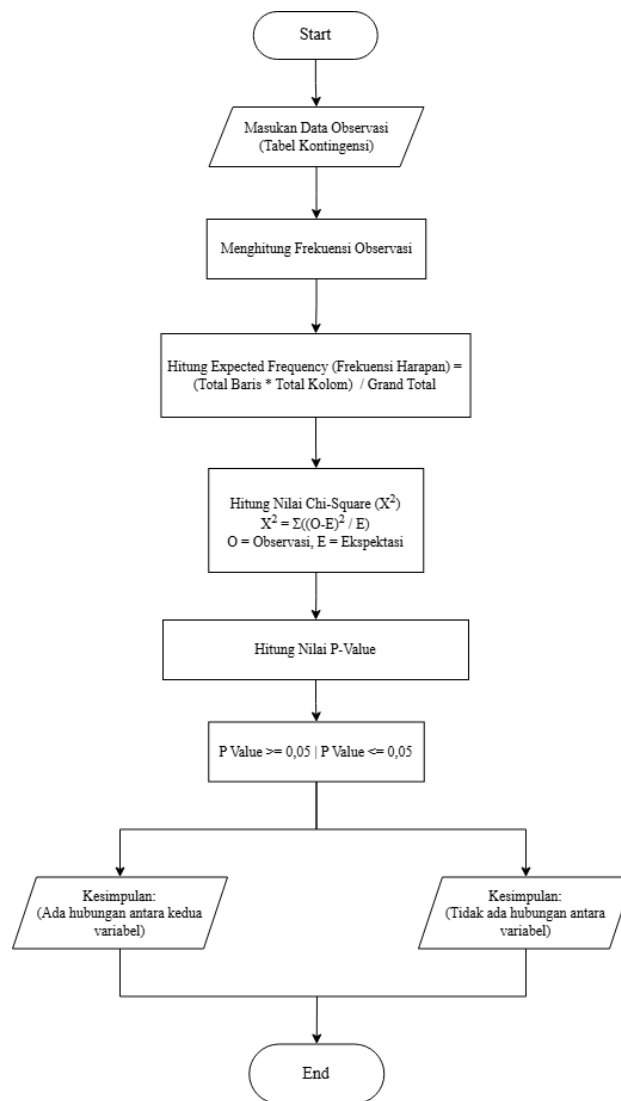 Start
Masukan Data Observasi
(Tabel Kontingensi)
Menghitung Frekuensi Observasi
Hitung Expected Frequency (Frekuensi Harapan) =
(Total Baris * Total Kolom) / Grand Total
Hitung Nilai Chi-Square (X²)
X² = Σ((O-E)² / E)
O = Observasi, E = Ekspektasi
Hitung Nilai P-Value
P Value >= 0,05 | P Value <= 0,05
Kesimpulan:
(Ada hubungan antara kedua
variabel)
Kesimpulan:
(Tidak ada hubungan antara
variabel)
End